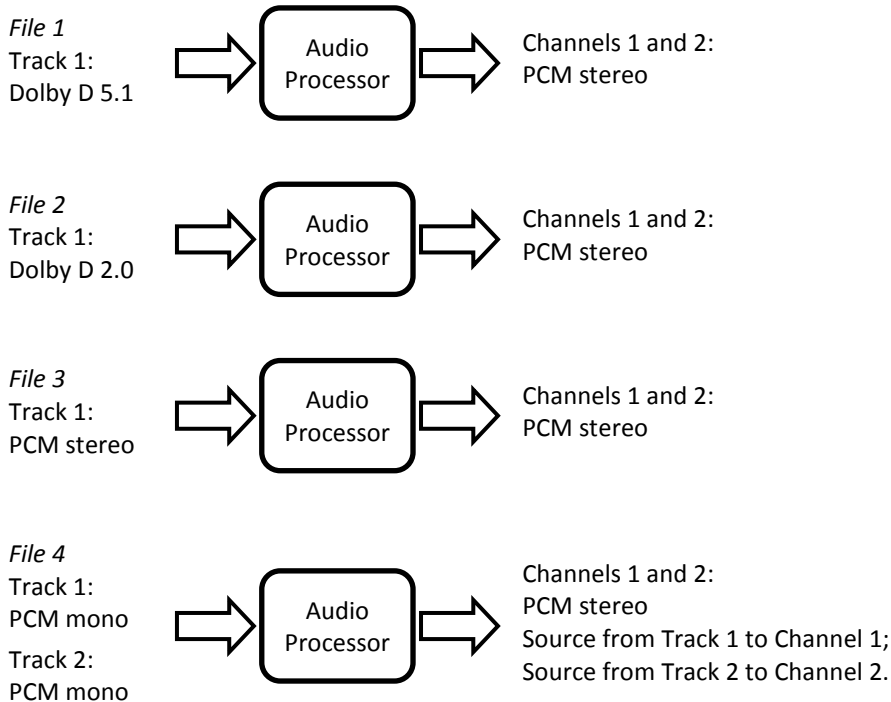 File 1
Track 1:
Dolby D 5.1
Audio
Processor
Channels 1 and 2:
PCM stereo
File 2
Track 1:
Dolby D 2.0
Audio
Processor
Channels 1 and 2:
PCM stereo
File 3
Track 1:
PCM stereo
Audio
Processor
Channels 1 and 2:
PCM stereo
File 4
Track 1:
PCM mono
Track 2:
PCM mono
Audio
Processor
Channels 1 and 2:
PCM stereo
Source from Track 1 to Channel 1;
Source from Track 2 to Channel 2.